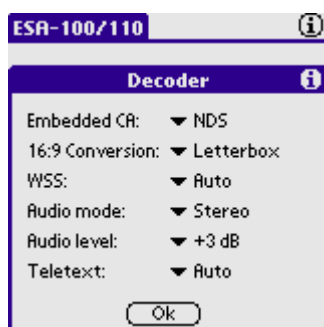 ESA-100/110
Decoder
Embedded CA: NDS
16:9 Conversion: Letterbox
WSS: Auto
Audio mode: Stereo
Audio level: +3 dB
Teletext: Auto
Ok